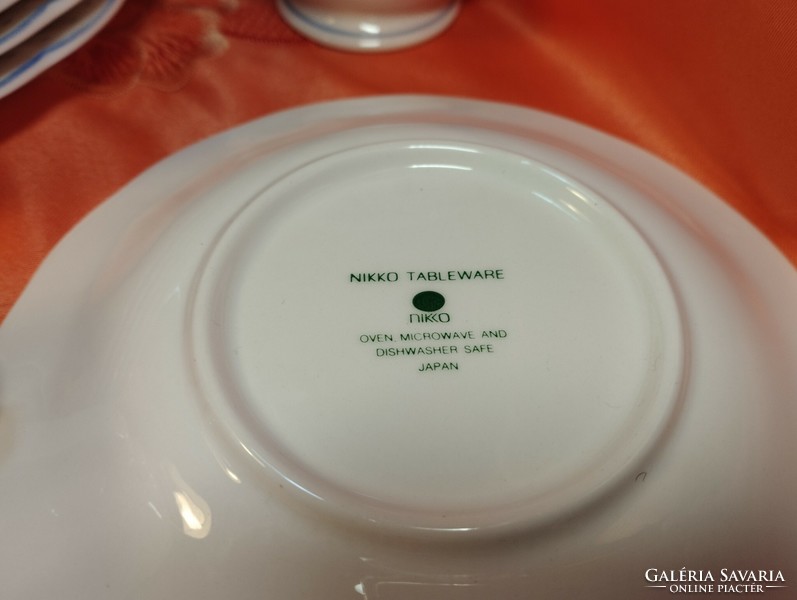 NIKKO TABLEWARE
nikko
OVEN, MICROWAVE AND
DISHWASHER SAFE
JAPAN
GALÉRIA SAVARIA
ONLINE PIACTÉR